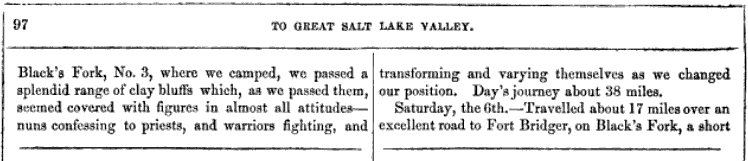 97
TO GREAT SALT LAKE VALLEY.
Black's Fork, No. 3, where we camped, we passed a
splendid range of clay bluffs which, as we passed them,
seemed covered with figures in almost all attitudes—
nuns confessing to priests, and warriors fighting, and
transforming and varying themselves as we changed
our position. Day's journey about 38 miles.
Saturday, the 6th.—Travelled about 17 miles over an
excellent road to Fort Bridger, on Black's Fork, a short